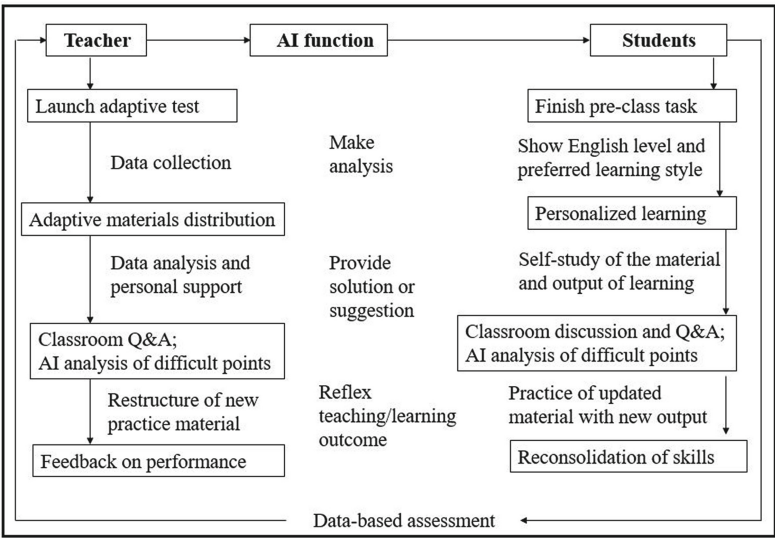 Teacher
AI function
Students
Launch adaptive test
Finish pre-class task
Data collection
Make
analysis
Show English level and
preferred learning style
Adaptive materials distribution
Personalized learning
Data analysis and
personal support
Provide
solution or
suggestion
Self-study of the material
and output of learning
Classroom Q&A;
AI analysis of difficult points
Classroom discussion and Q&A;
AI analysis of difficult points
Restructure of new
practice material
Reflex
teaching/learning
outcome
Practice of updated
material with new output
Feedback on performance
Reconsolidation of skills
Data-based assessment